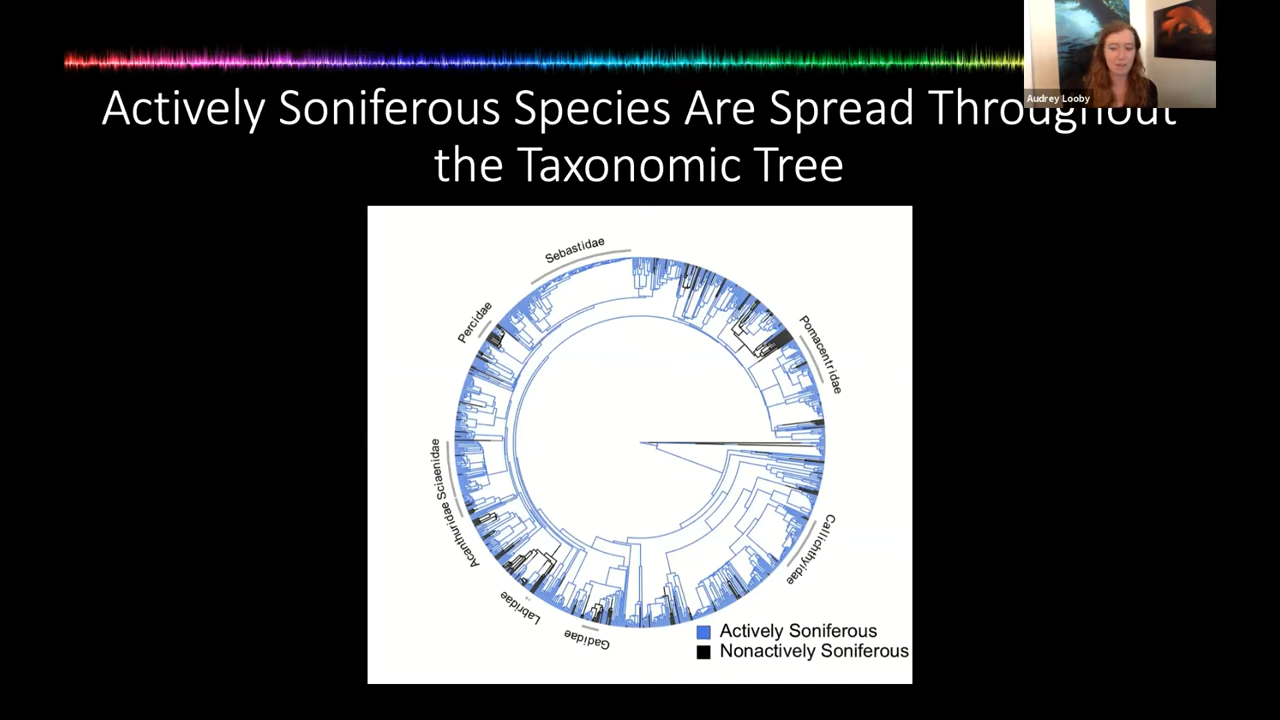 Audrey Looby
Actively Soniferous Species Are Spread Throughout
the Taxonomic Tree
Sebastidae
Percidae
Pomacentridae
Sciaenidae
Acanthuridae
Callichthyidae
Labridae
Gadidae
Actively Soniferous
Nonactively Soniferous